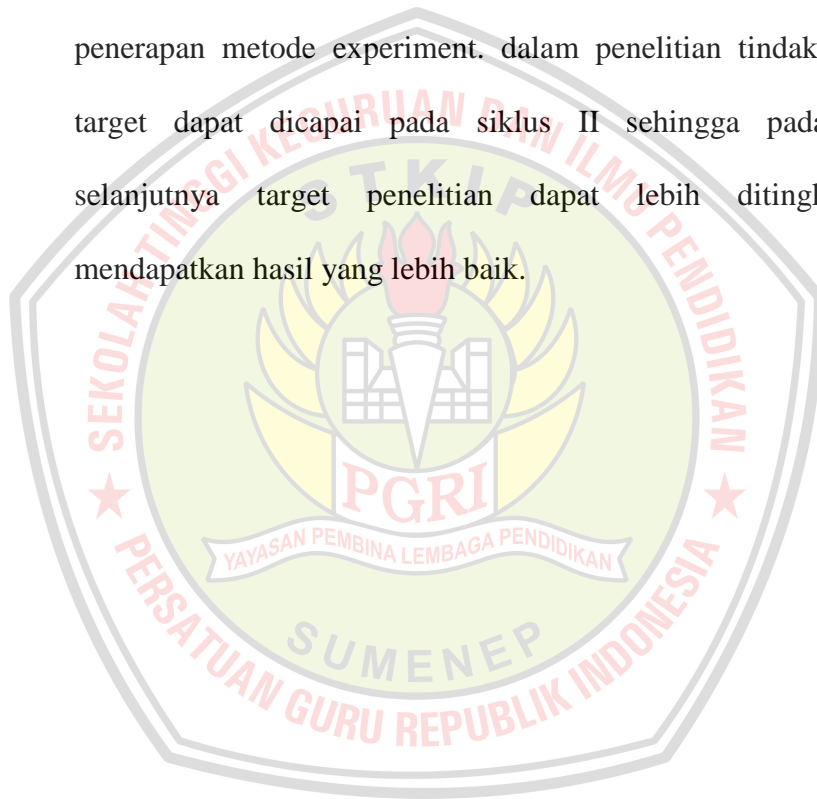 penerapan metode experiment. dalam penelitian tindak
target dapat dicapai pada siklus II sehingga pada
selanjutnya target penelitian dapat lebih ditingk
mendapatkan hasil yang lebih baik.
SEKOLAH TINGGI KEGURUAN DAN ILMU PENDIDIKAN
STKIP
PGRI
YAYASAN PEMBINA LEMBAGA PENDIDIKAN
SUMENEP
★ PERSATUAN GURU REPUBLIK INDONESIA ★